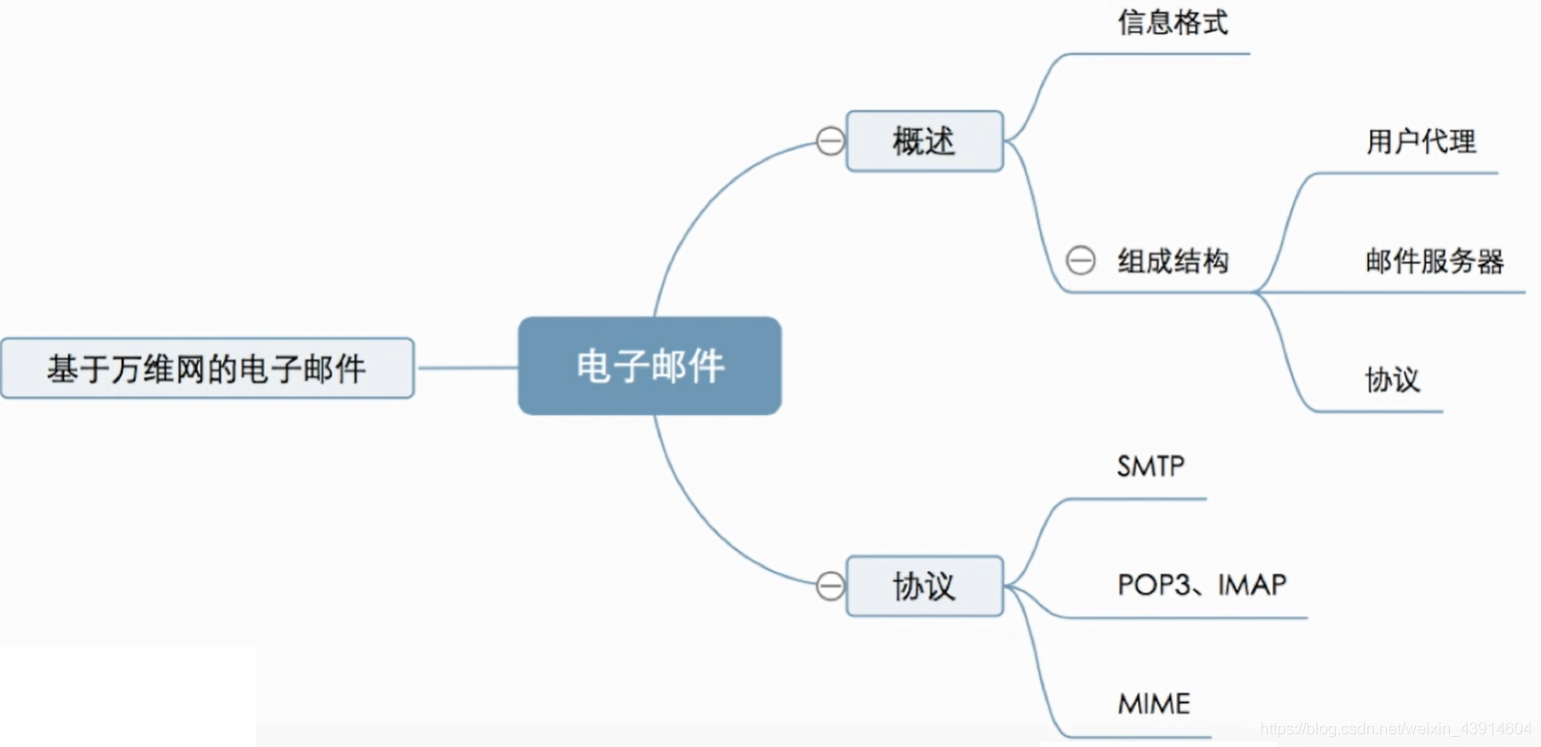 信息格式
概述
用户代理
组成结构
邮件服务器
基于万维网的电子邮件
电子邮件
协议
SMTP
协议
POP3、IMAP
MIME
https://blog.csdn.net/weixin_43914604